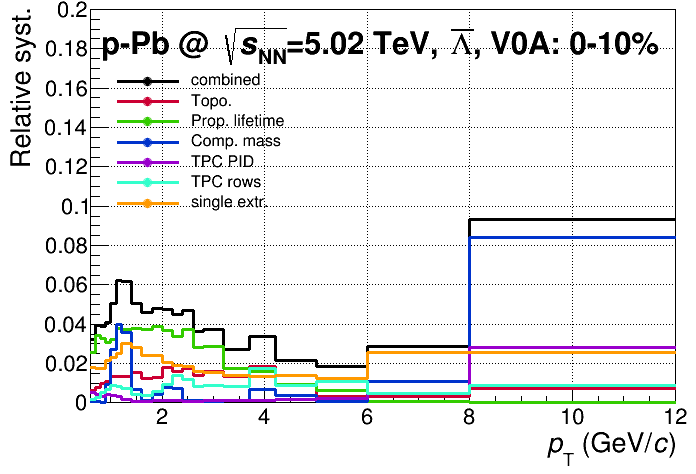 p-Pb @ √sNN=5.02 TeV, Λ̅, V0A: 0-10%
Relative syst.
combined
Topo.
Prop. lifetime
Comp. mass
TPC PID
TPC rows
single extr.
0.2
0.18
0.16
0.14
0.12
0.1
0.08
0.06
0.04
0.02
0
2 4 6 8 10 12
pT (GeV/c)